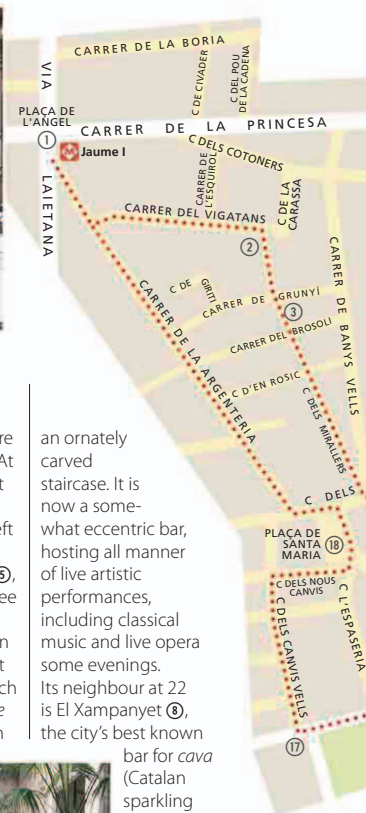 CARRER DE LA BORIA
VIA
LAIETANA
C DE CIVADER
C DEL POU
DE LA CADENA
PLAÇA DE
L'ANGEL
1
Jaume I
CARRER DE LA PRINCESA
C DELS COTONERS
CARRER DE
L'ESQUIROL
C DE LA
CARASSA
CARRER DEL VIGATANS
2
CARRER DE BANYS VELLS
C DE
GIRITI
CARRER DE GRUNYÍ
3
CARRER DE LA ARGENTERIA
CARRER DEL BROSOLI
C D'EN ROSIC
C DELS MIRALLERS
C DELS
PLAÇA DE
SANTA
MARIA
18
C DELS NOUS
CANVIS
C L'ESPASERIA
C DELS CANVIS VELLS
17
re
At
t
eft
5,
ee
n
t
ch
e
n
an ornately
carved
staircase. It is
now a some-
what eccentric bar,
hosting all manner
of live artistic
performances,
including classical
music and live opera
some evenings.
Its neighbour at 22
is El Xampanyet 8,
the city's best known
bar for cava
(Catalan
sparkling